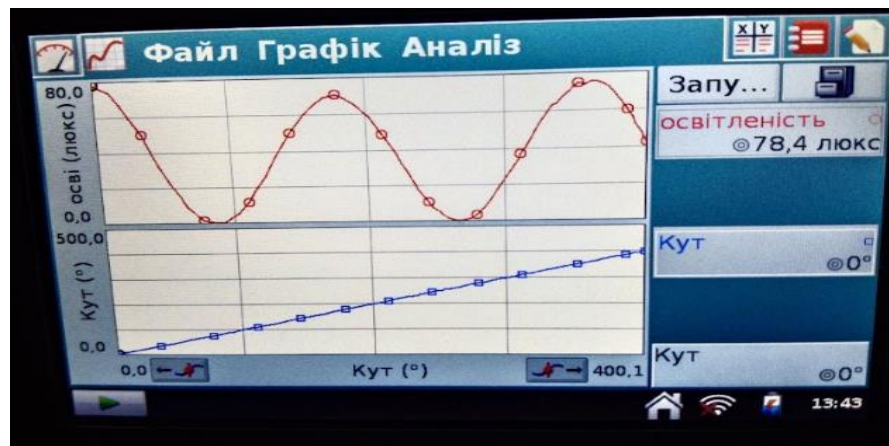 Файл Графік Аналіз
X Y
80,0
осві (люкс)
0,0
Запу...
освітленість
78,4 люкс
500,0
Кут (°)
0,0
Кут
0°
0,0
Кут (°)
400,1
Кут
0°
13:43